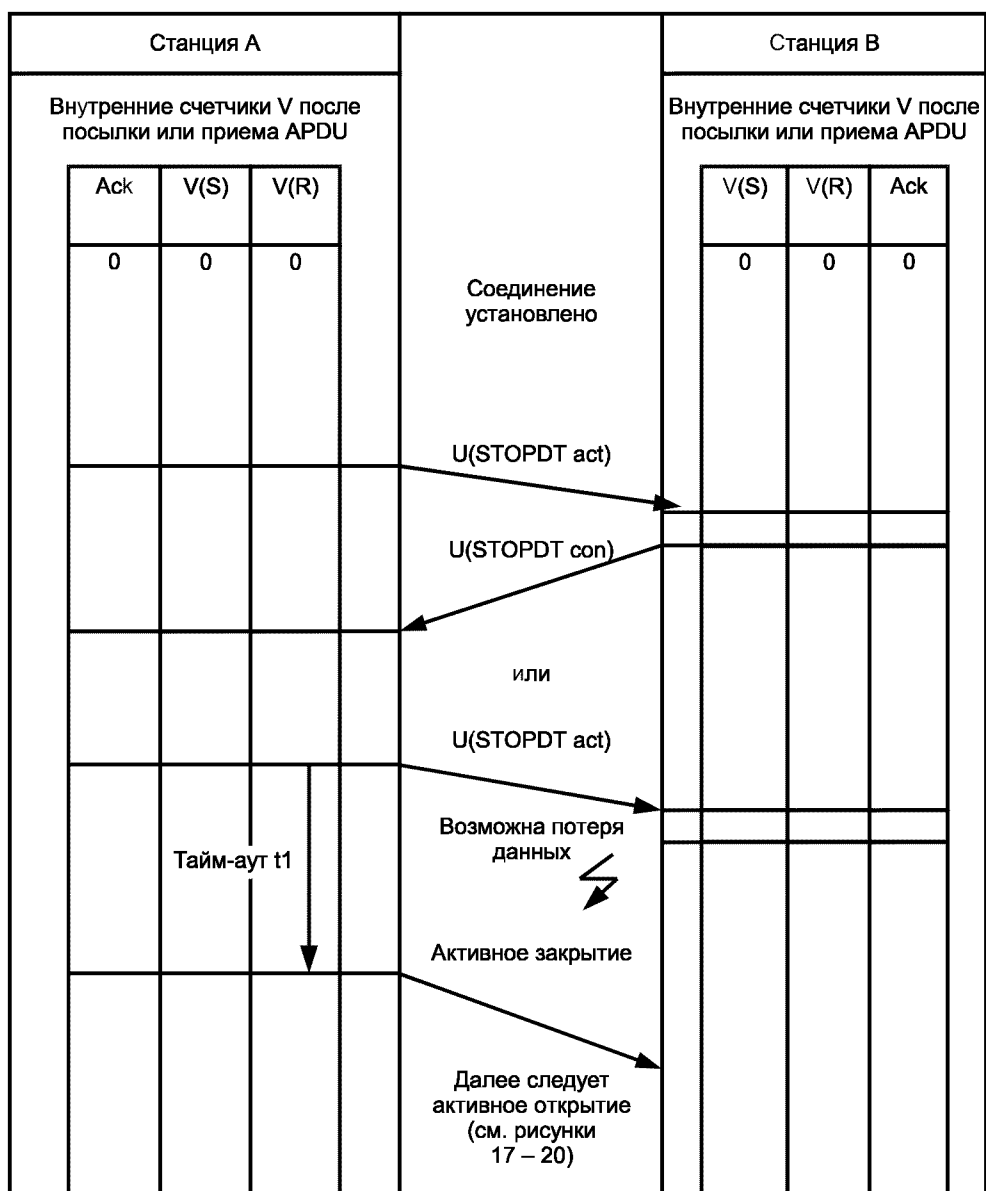 Станция А
Станция В
Внутренние счетчики V после
посылки или приема APDU
Внутренние счетчики V после
посылки или приема APDU
Ack
V(S)
V(R)
V(S)
V(R)
Ack
0
0
0
0
0
0
Соединение
установлено
U(STOPDT act)
U(STOPDT con)
или
U(STOPDT act)
Возможна потеря
данных
Тайм-аут t1
Активное закрытие
Далее следует
активное открытие
(см. рисунки
17 – 20)